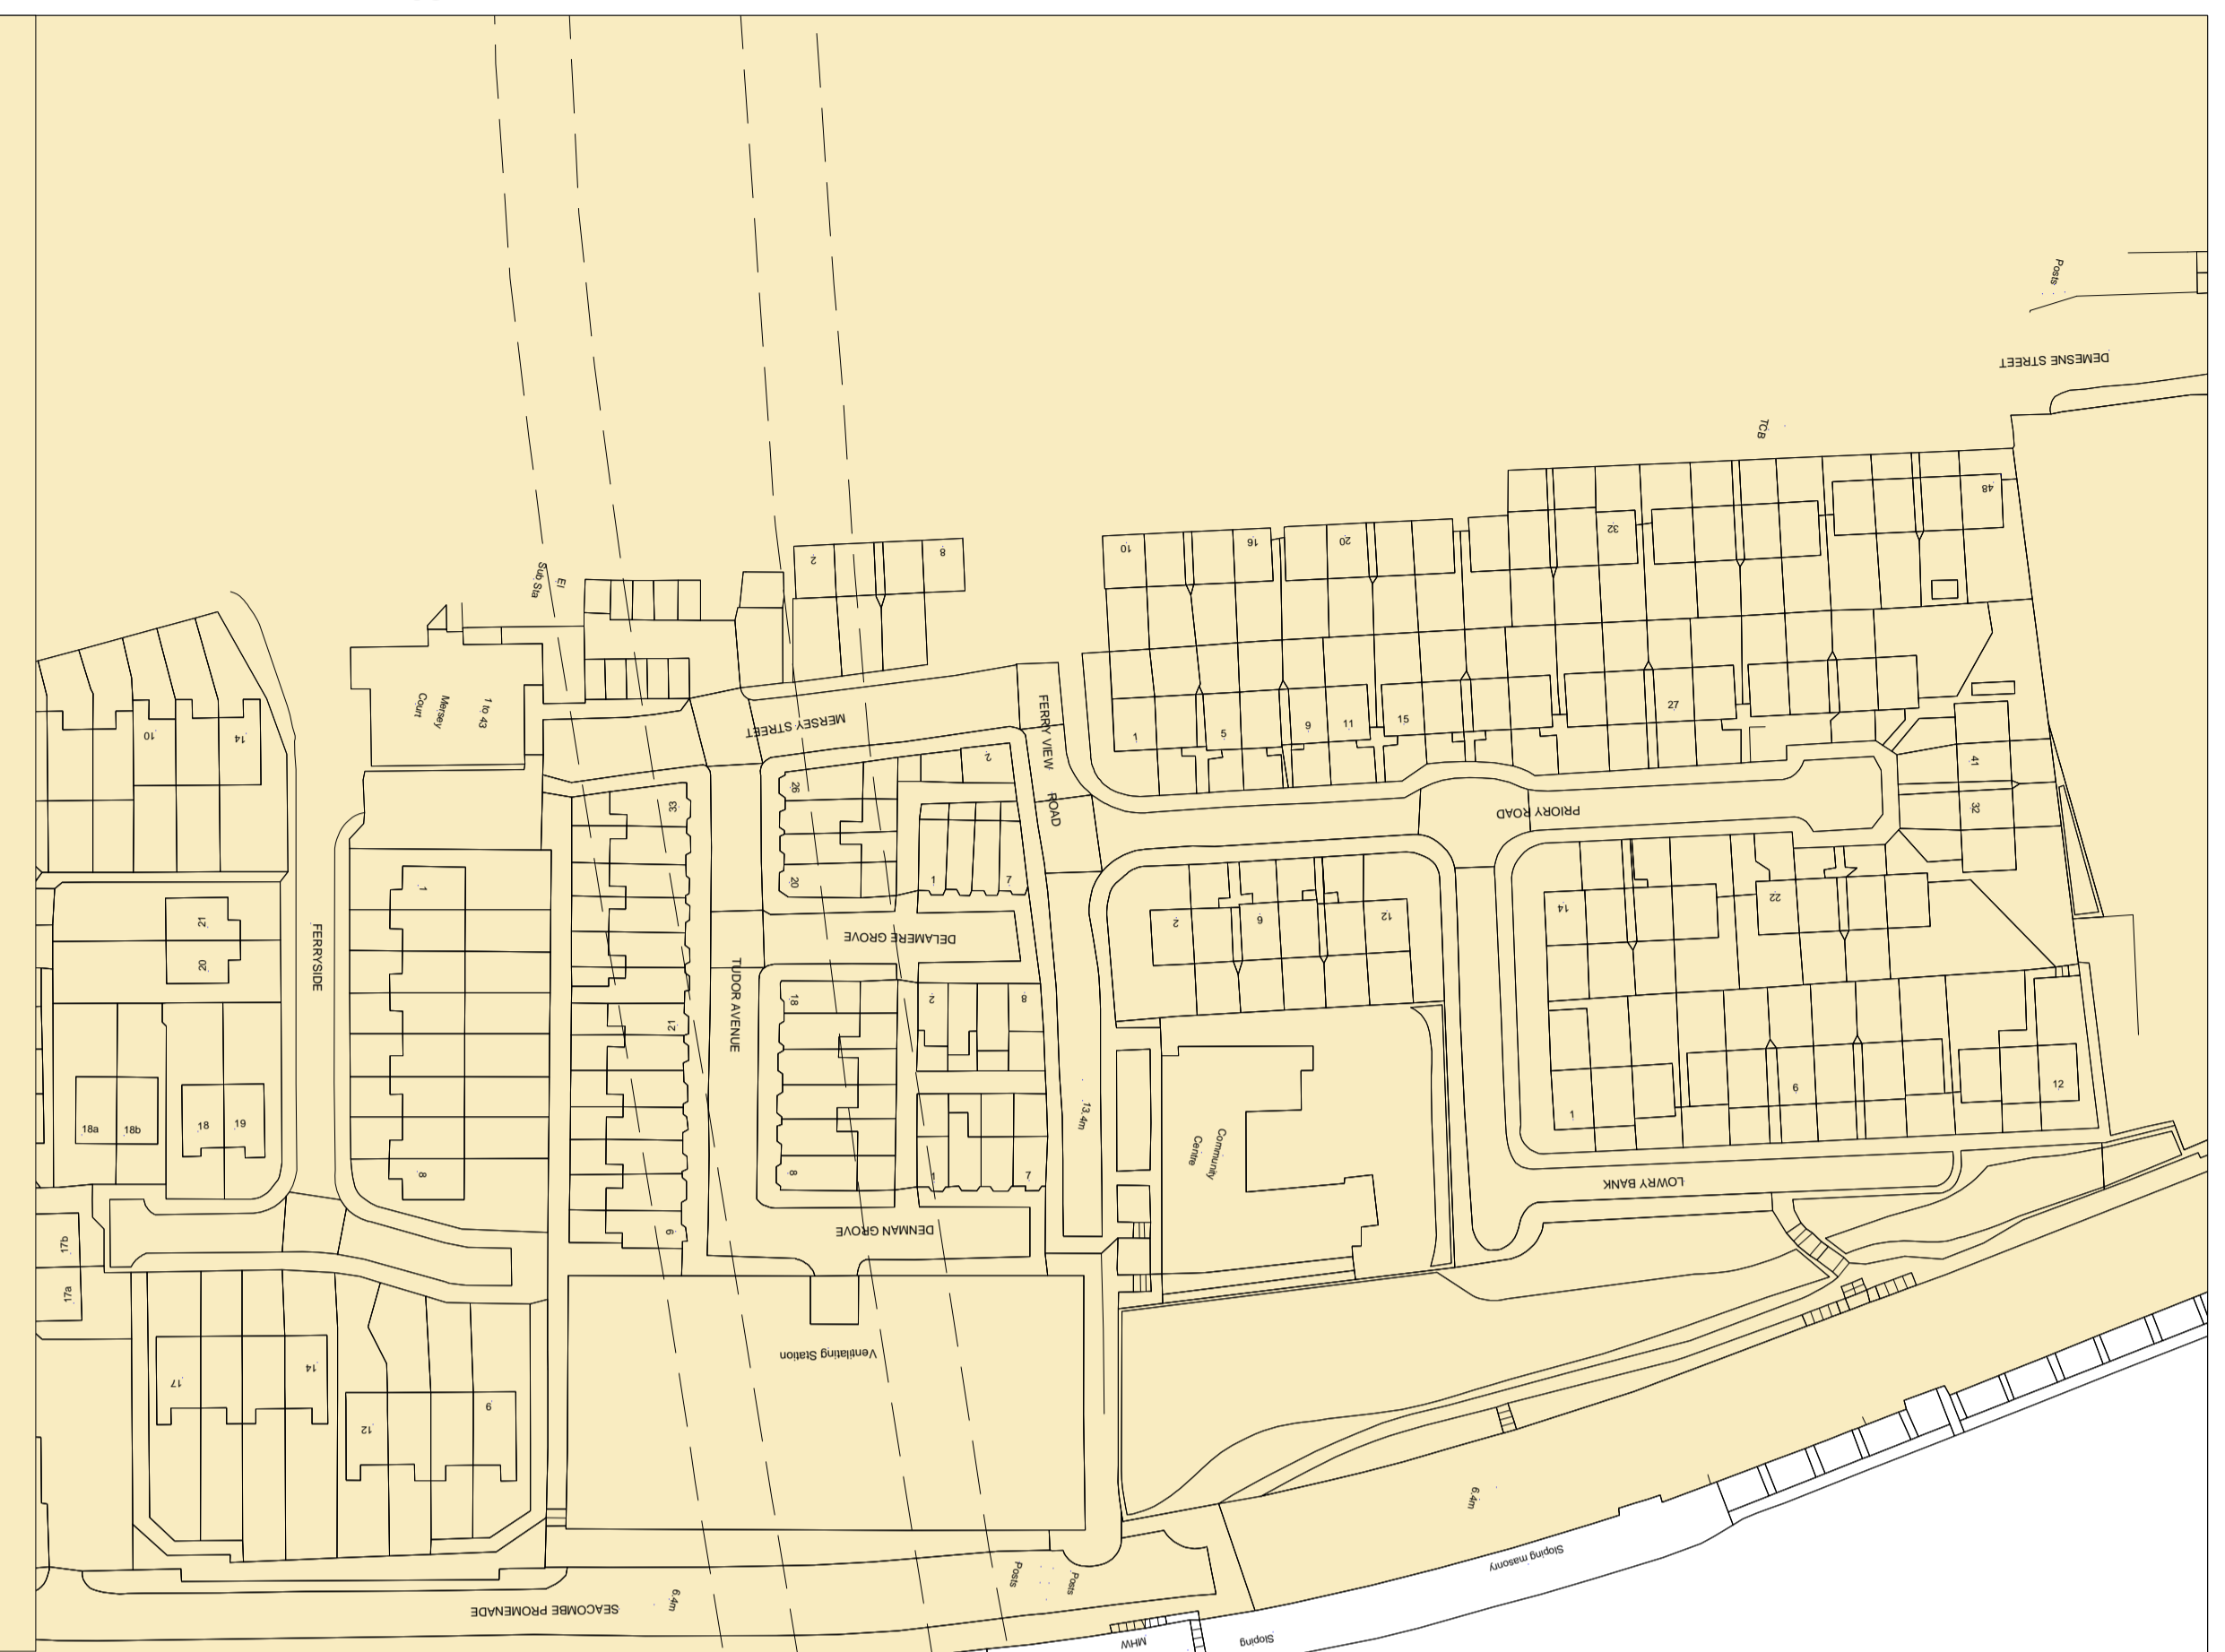 Posts
DEMESNE STREET
TCB
48
32
20
16
10
8
2
El
Sub Sta
1 to 43
Mersey
Court
10
14
MERSEY STREET
FERRY VIEW
ROAD
1
5
9
11
15
27
41
32
PRIORY ROAD
26
20
2
1
7
33
21
9
1
8
21
20
FERRYSIDE
TUDOR AVENUE
DELAMERE GROVE
18
8
2
8
1
7
DENMAN GROVE
2
6
12
14
22
13.4m
Community
Centre
1
6
12
LOWRY BANK
18a
18b
18
19
17b
17a
17
14
12
9
Ventilating Station
6.4m
Sloping masonry
Posts
Posts
6.4m
SEACOMBE PROMENADE
MHW
Sloping